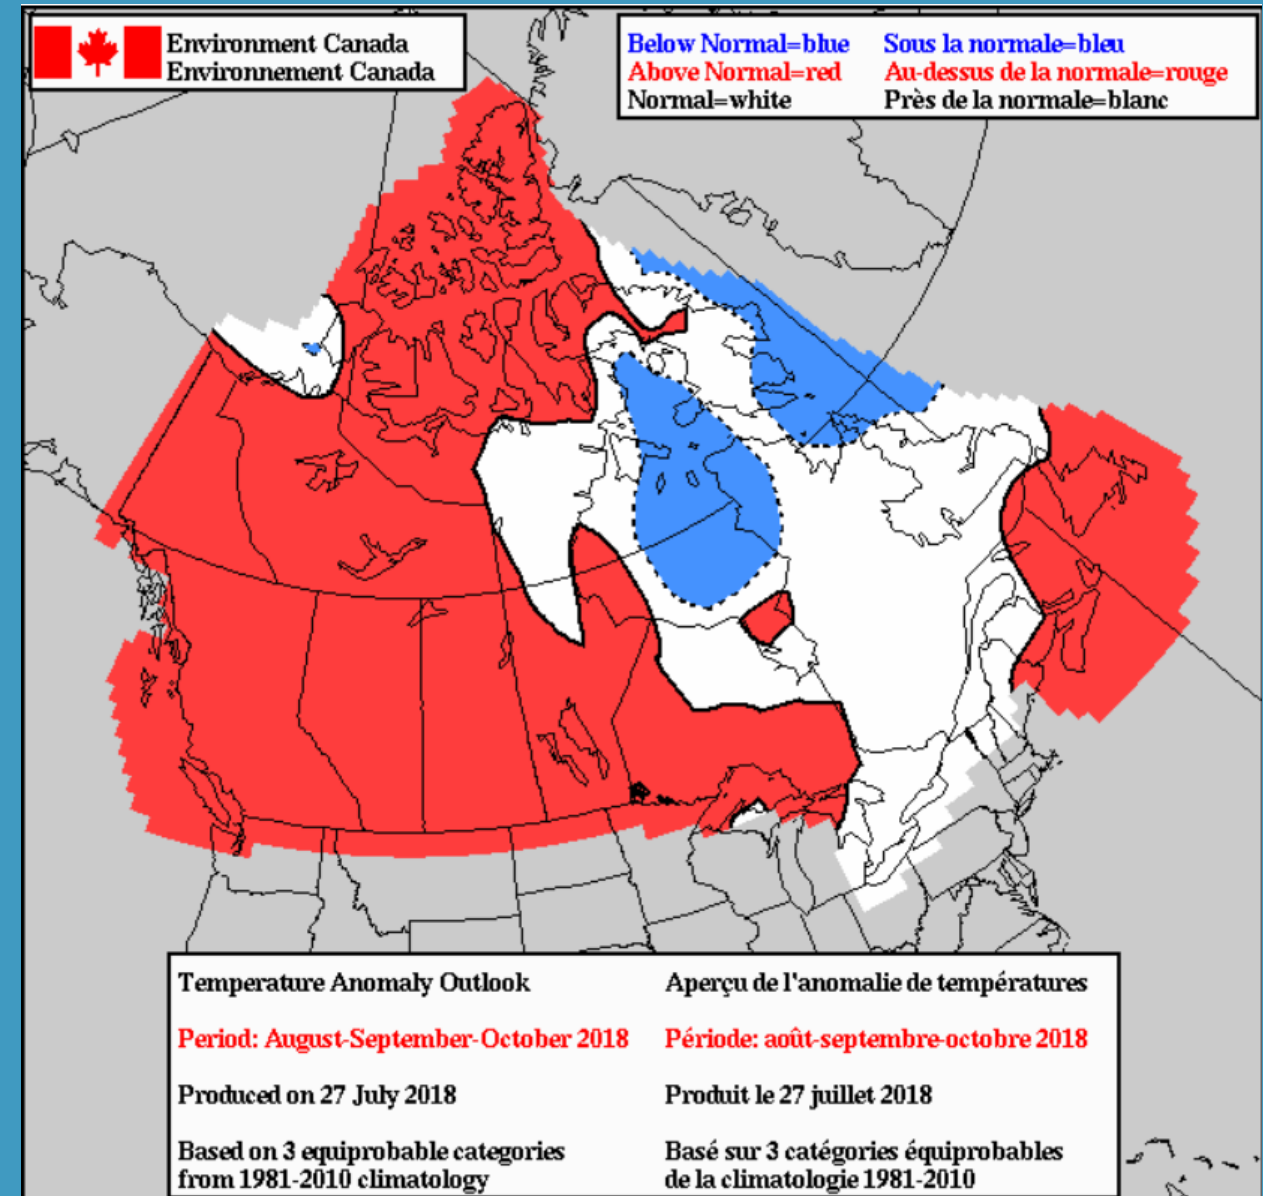 Environment Canada
Environnement Canada
Below Normal=blue
Above Normal=red
Normal=white
Sous la normale=bleu
Au-dessus de la normale=rouge
Près de la normale=blanc
Temperature Anomaly Outlook
Period: August-September-October 2018
Produced on 27 July 2018
Based on 3 equiprobable categories
from 1981-2010 climatology
Aperçu de l'anomalie de températures
Période: août-septembre-octobre 2018
Produit le 27 juillet 2018
Basé sur 3 catégories équiprobables
de la climatologie 1981-2010